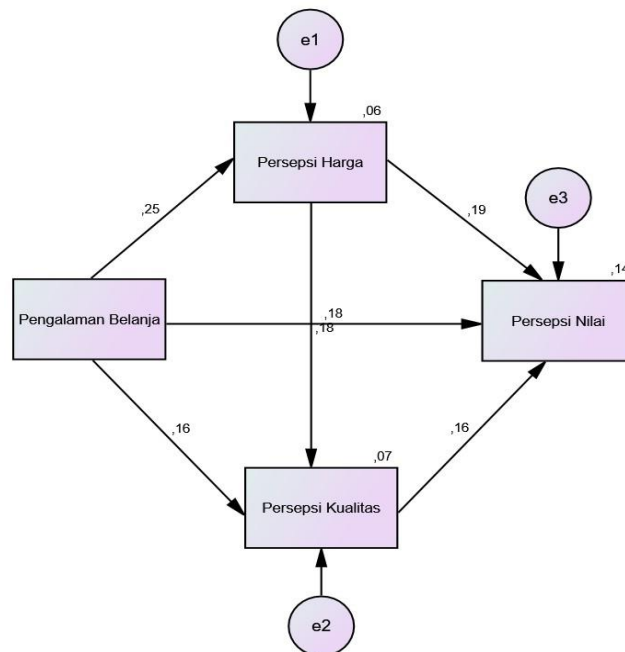 e1
,06
Persepsi Harga
e3
,25
,19
,14
Pengalaman Belanja
,18
,18
Persepsi Nilai
,16
,16
,07
Persepsi Kualitas
e2